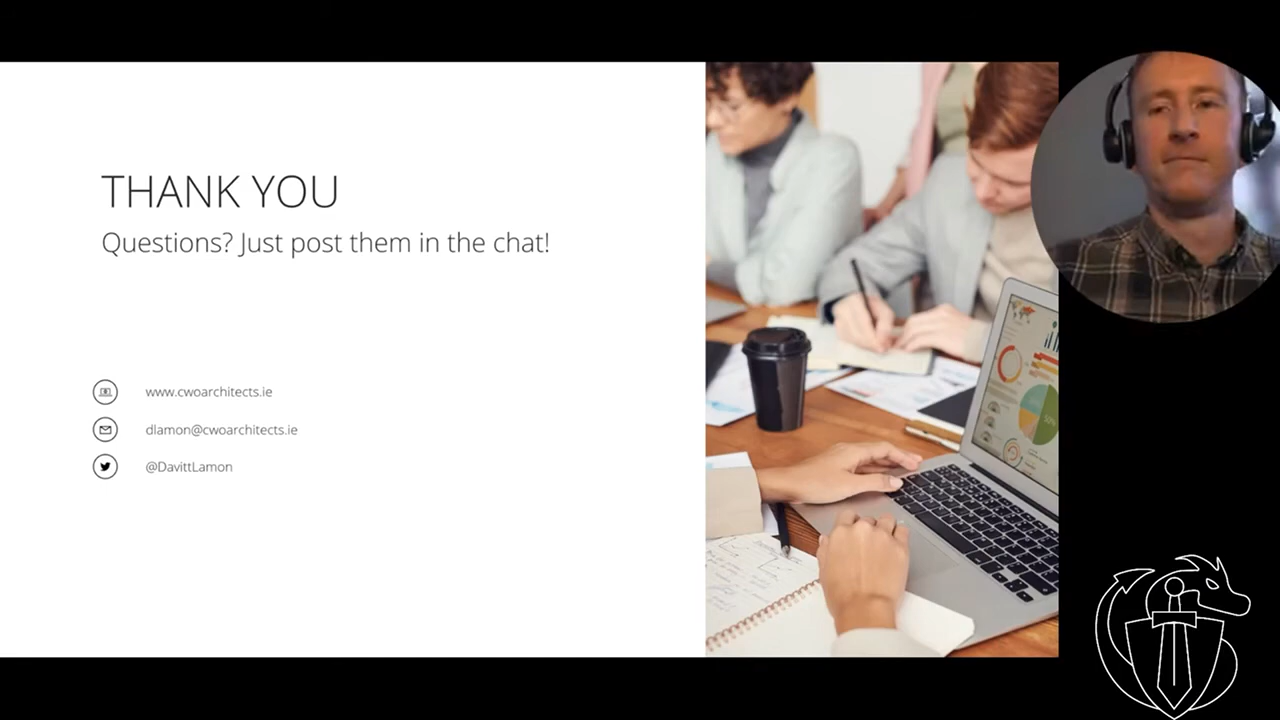 THANK YOU
Questions? Just post them in the chat!
www.cwoarchitects.ie
dlamon@cwoarchitects.ie
@DavittLamon